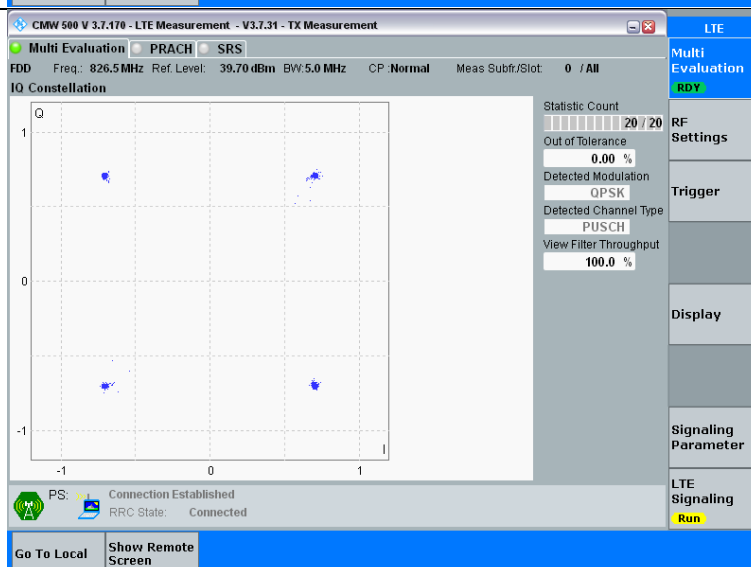 CMW 500 V 3.7.170 - LTE Measurement - V3.7.31 - TX Measurement
LTE
Multi Evaluation PRACH SRS
Multi
Evaluation
RDY
FDD Freq.: 826.5 MHz Ref. Level: 39.70 dBm BW: 5.0 MHz CP : Normal Meas Subfr./Slot: 0 / All
IQ Constellation
Q
1
0
-1
I
-1 0 1
Statistic Count
20 / 20
Out of Tolerance
0.00 %
Detected Modulation
QPSK
Detected Channel Type
PUSCH
View Filter Throughput
100.0 %
RF
Settings
Trigger
Display
Signaling
Parameter
LTE
Signaling
Run
PS: Connection Established
RRC State: Connected
Go To Local
Show Remote
Screen